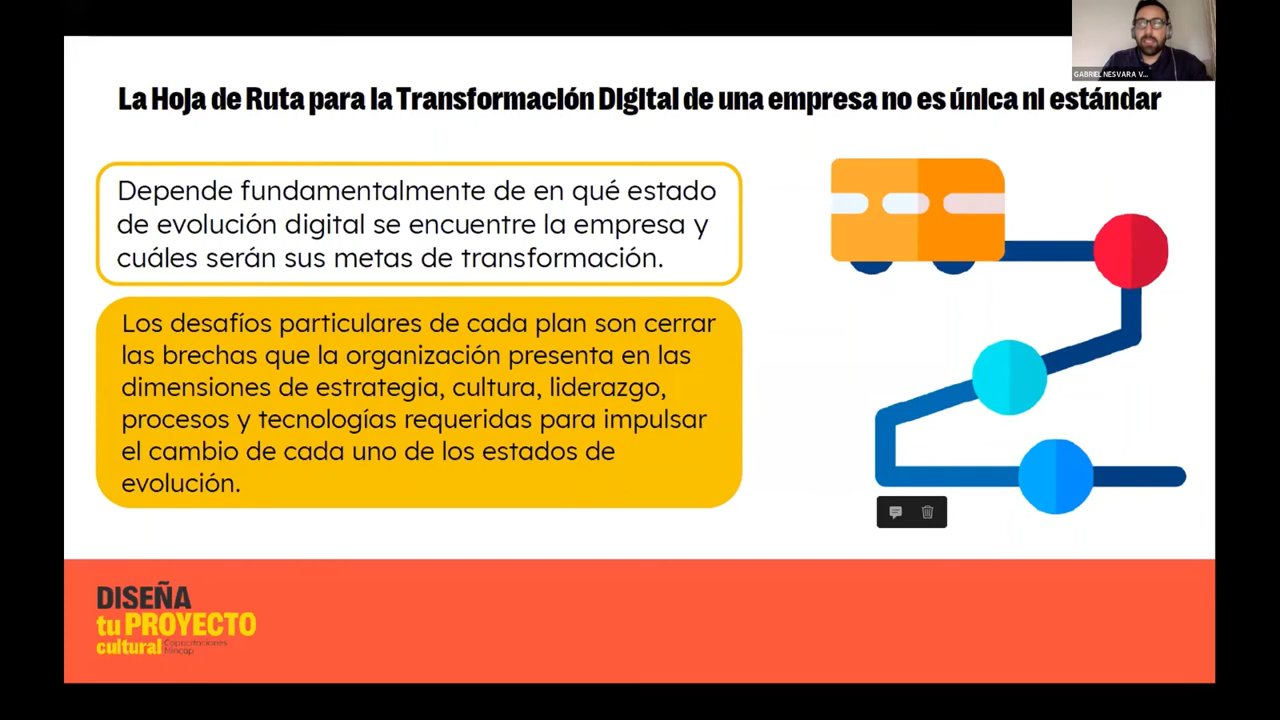 GABRIEL NESVARA V...
La Hoja de Ruta para la Transformación Digital de una empresa no es única ni estándar
Depende fundamentalmente de en qué estado
de evolución digital se encuentre la empresa y
cuáles serán sus metas de transformación.
Los desafíos particulares de cada plan son cerrar
las brechas que la organización presenta en las
dimensiones de estrategia, cultura, liderazgo,
procesos y tecnologías requeridas para impulsar
el cambio de cada uno de los estados de
evolución.
DISEÑA
tu PROYECTO
cultural
Capacitaciones
Mincap